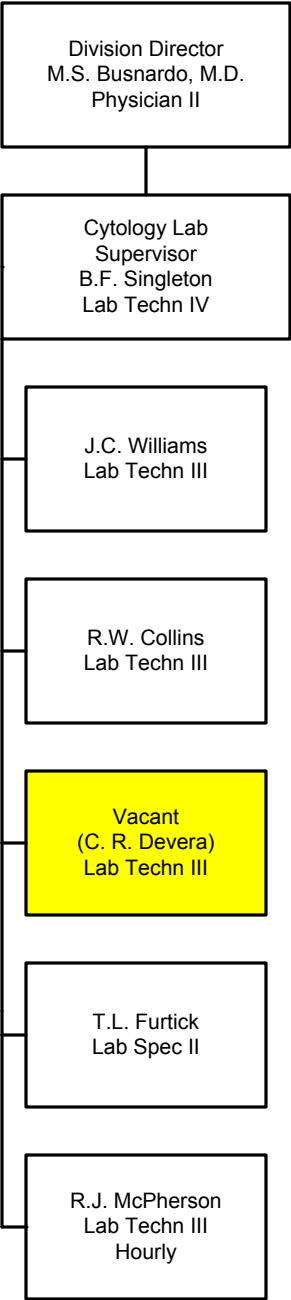 Division Director
M.S. Busnardo, M.D.
Physician II
Cytology Lab
Supervisor
B.F. Singleton
Lab Techn IV
J.C. Williams
Lab Techn III
R.W. Collins
Lab Techn III
Vacant
(C. R. Devera)
Lab Techn III
T.L. Furtick
Lab Spec II
R.J. McPherson
Lab Techn III
Hourly